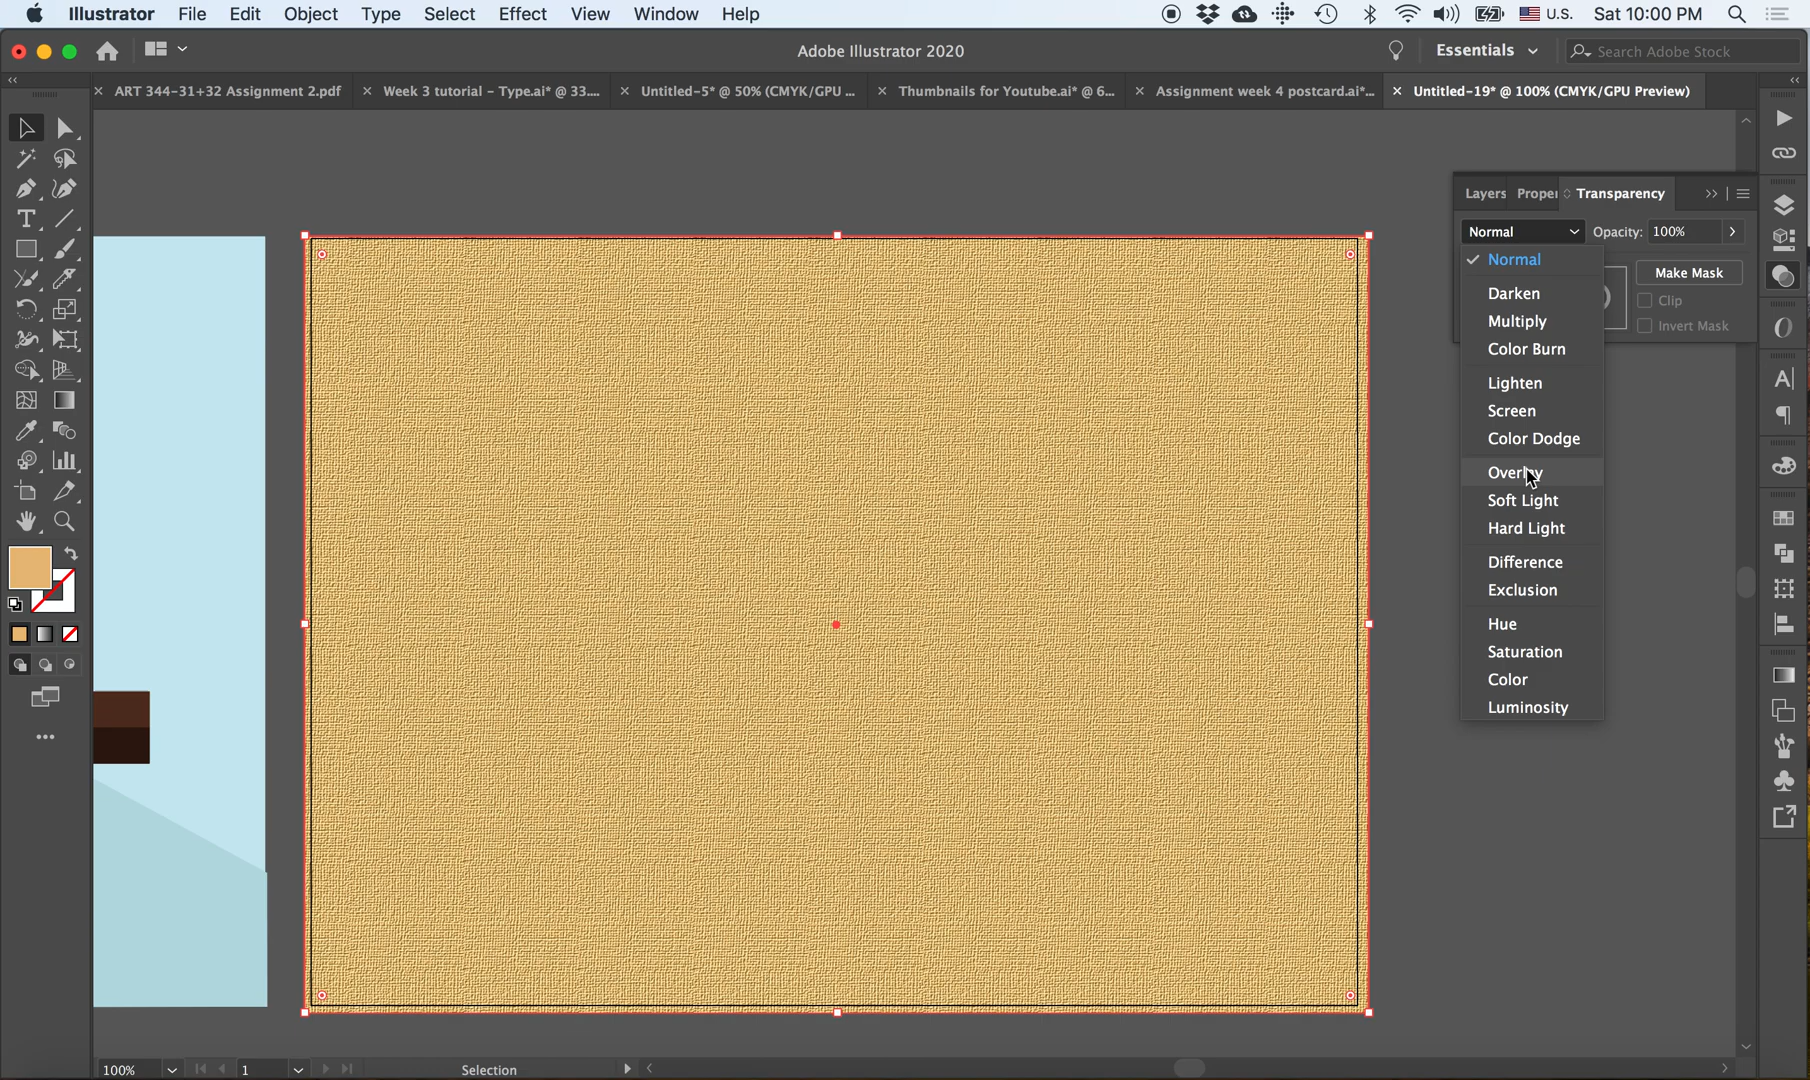 Illustrator File Edit Object Type Select Effect View Window Help U.S. Sat 10:00 PM
Adobe Illustrator 2020 Essentials Search Adobe Stock
ART 344-31+32 Assignment 2.pdf Week 3 tutorial - Type.ai* @ 33.... Untitled-5* @ 50% (CMYK/GPU ... Thumbnails for Youtube.ai* @ 6... Assignment week 4 postcard.ai*... Untitled-19* @ 100% (CMYK/GPU Preview)
Layers Proper Transparency
Normal Opacity: 100%
Normal
Make Mask
Darken
Clip
Multiply
Invert Mask
Color Burn
Lighten
Screen
Color Dodge
Overlay
Soft Light
Hard Light
Difference
Exclusion
Hue
Saturation
Color
Luminosity
100% 1 Selection